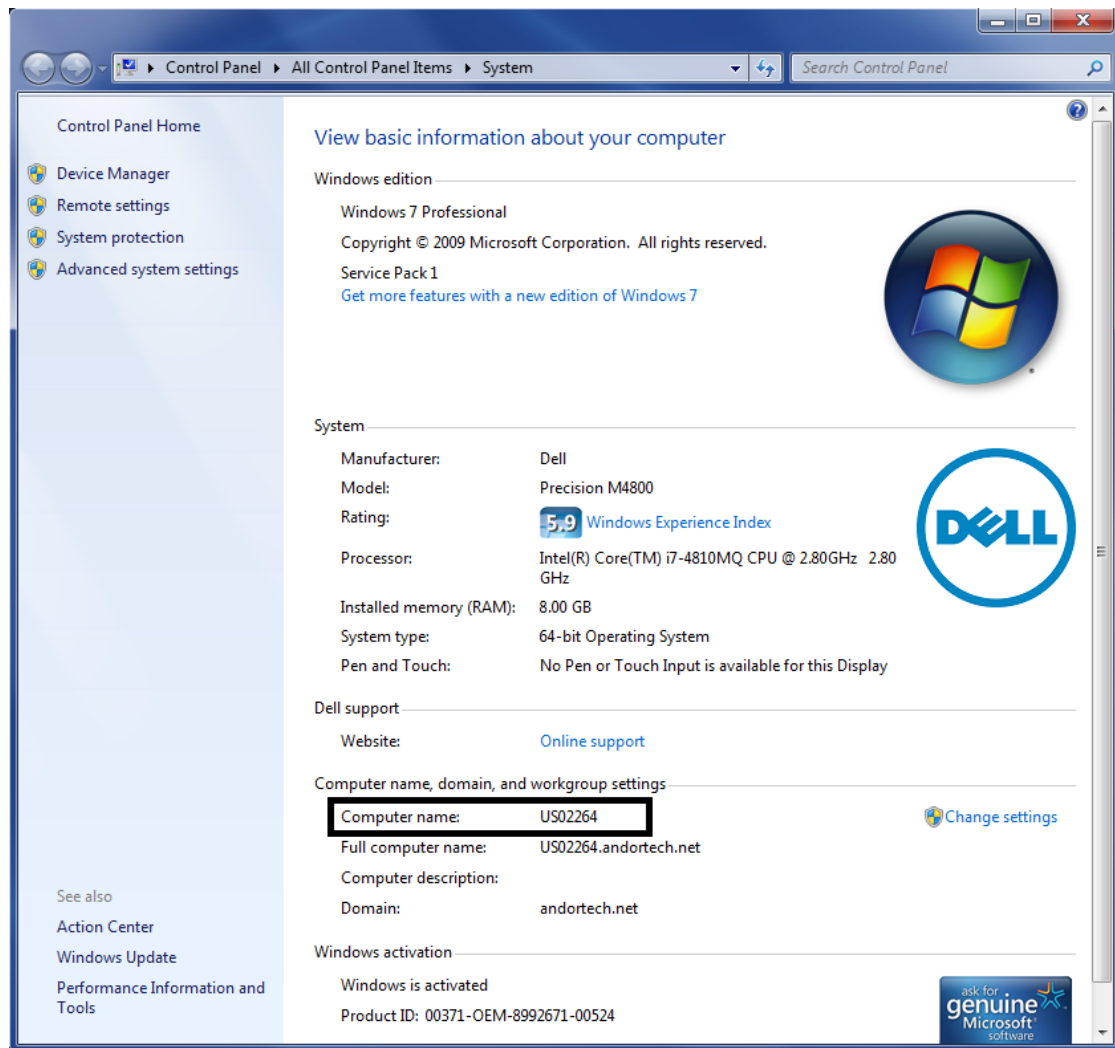 Control Panel ▸ All Control Panel Items ▸ System
Search Control Panel
Control Panel Home
Device Manager
Remote settings
System protection
Advanced system settings
See also
Action Center
Windows Update
Performance Information and
Tools
View basic information about your computer
Windows edition
Windows 7 Professional
Copyright © 2009 Microsoft Corporation. All rights reserved.
Service Pack 1
Get more features with a new edition of Windows 7
System
Manufacturer: Dell
Model: Precision M4800
Rating: 5,9 Windows Experience Index
Processor: Intel(R) Core(TM) i7-4810MQ CPU @ 2.80GHz 2.80
GHz
Installed memory (RAM): 8.00 GB
System type: 64-bit Operating System
Pen and Touch: No Pen or Touch Input is available for this Display
DELL
Dell support
Website: Online support
Computer name, domain, and workgroup settings
Computer name: US02264
Change settings
Full computer name: US02264.andortech.net
Computer description:
Domain: andortech.net
Windows activation
Windows is activated
Product ID: 00371-OEM-8992671-00524
ask for
genuine
Microsoft
software